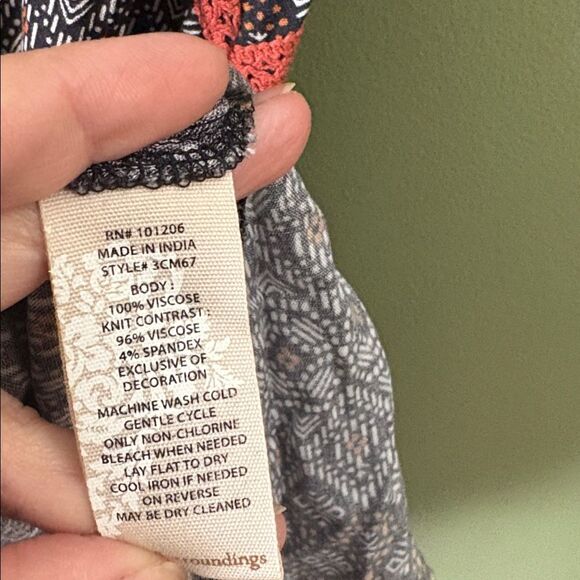 RN# 101206
MADE IN INDIA
STYLE# 3CM67
BODY :
100% VISCOSE
KNIT CONTRAST :
96% VISCOSE
4% SPANDEX
EXCLUSIVE OF
DECORATION
MACHINE WASH COLD
GENTLE CYCLE
ONLY NON-CHLORINE
BLEACH WHEN NEEDED
LAY FLAT TO DRY
COOL IRON IF NEEDED
ON REVERSE
MAY BE DRY CLEANED